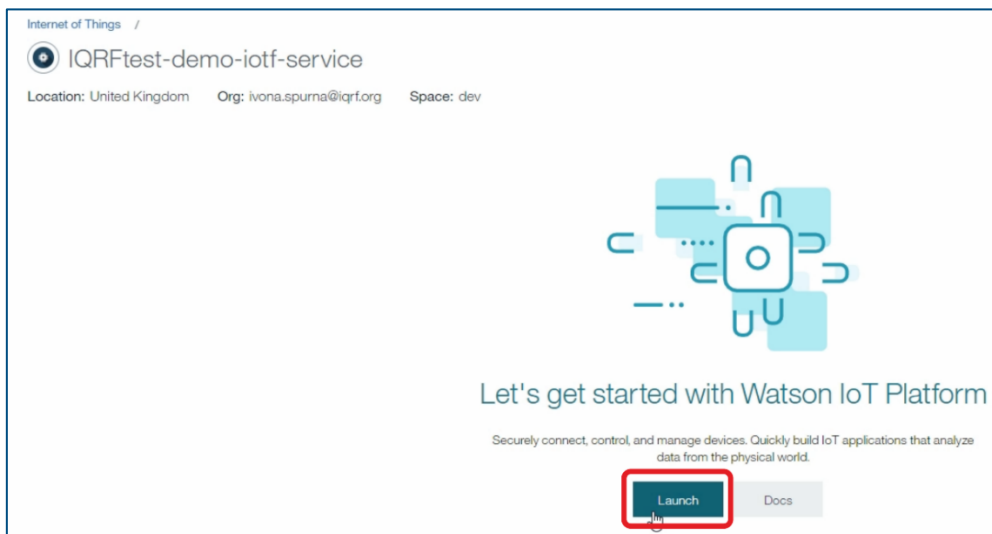 Internet of Things /
IQRFtest-demo-iotf-service
Location: United Kingdom Org: ivona.spurna@iqrf.org Space: dev
Let's get started with Watson IoT Platform
Securely connect, control, and manage devices. Quickly build IoT applications that analyze
data from the physical world.
Launch Docs